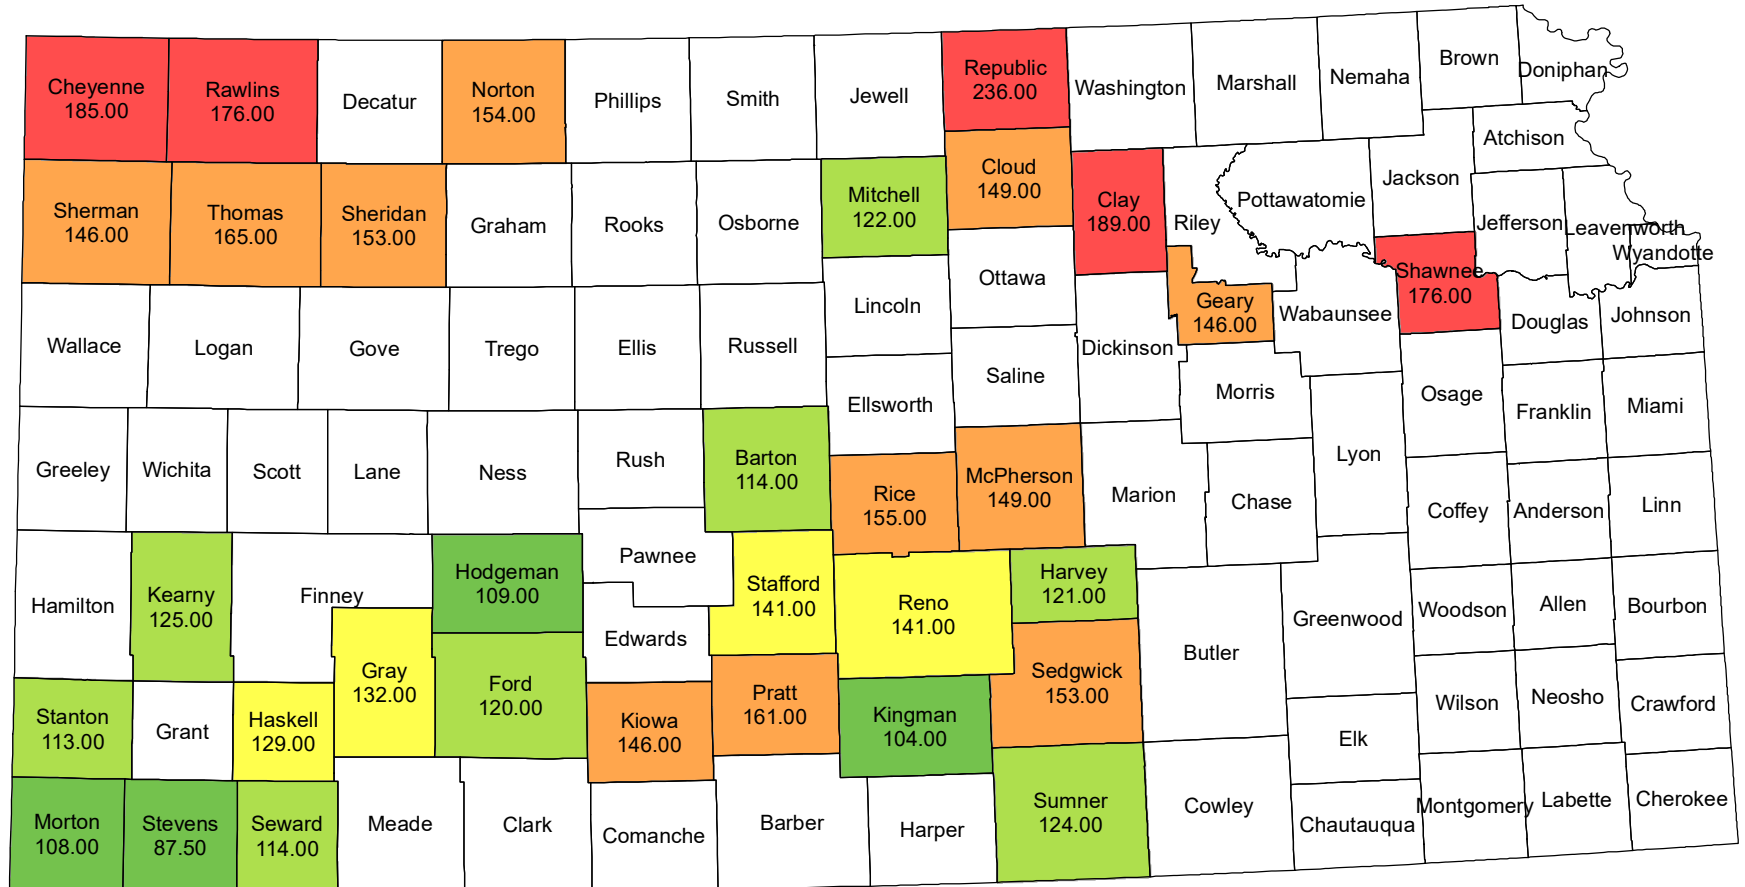 Cheyenne
185.00
Rawlins
176.00
Decatur
Norton
154.00
Phillips
Smith
Jewell
Republic
236.00
Washington
Marshall
Nemaha
Brown
Doniphan
Sherman
146.00
Thomas
165.00
Sheridan
153.00
Graham
Rooks
Osborne
Mitchell
122.00
Cloud
149.00
Clay
189.00
Riley
Pottawatomie
Jackson
Atchison
Jefferson
Leavenworth
Wyandotte
Wallace
Logan
Gove
Trego
Ellis
Russell
Lincoln
Ottawa
Dickinson
Geary
146.00
Wabaunsee
Shawnee
176.00
Douglas
Johnson
Saline
Ellsworth
Morris
Osage
Franklin
Miami
Greeley
Wichita
Scott
Lane
Ness
Rush
Barton
114.00
Rice
155.00
McPherson
149.00
Marion
Chase
Lyon
Coffey
Anderson
Linn
Hamilton
Kearny
125.00
Finney
Hodgeman
109.00
Pawnee
Edwards
Stafford
141.00
Reno
141.00
Harvey
121.00
Butler
Greenwood
Woodson
Allen
Bourbon
Stanton
113.00
Grant
Haskell
129.00
Gray
132.00
Ford
120.00
Kiowa
146.00
Pratt
161.00
Kingman
104.00
Sedgwick
153.00
Elk
Wilson
Neosho
Crawford
Morton
108.00
Stevens
87.50
Seward
114.00
Meade
Clark
Comanche
Barber
Harper
Sumner
124.00
Cowley
Chautauqua
Montgomery
Labette
Cherokee